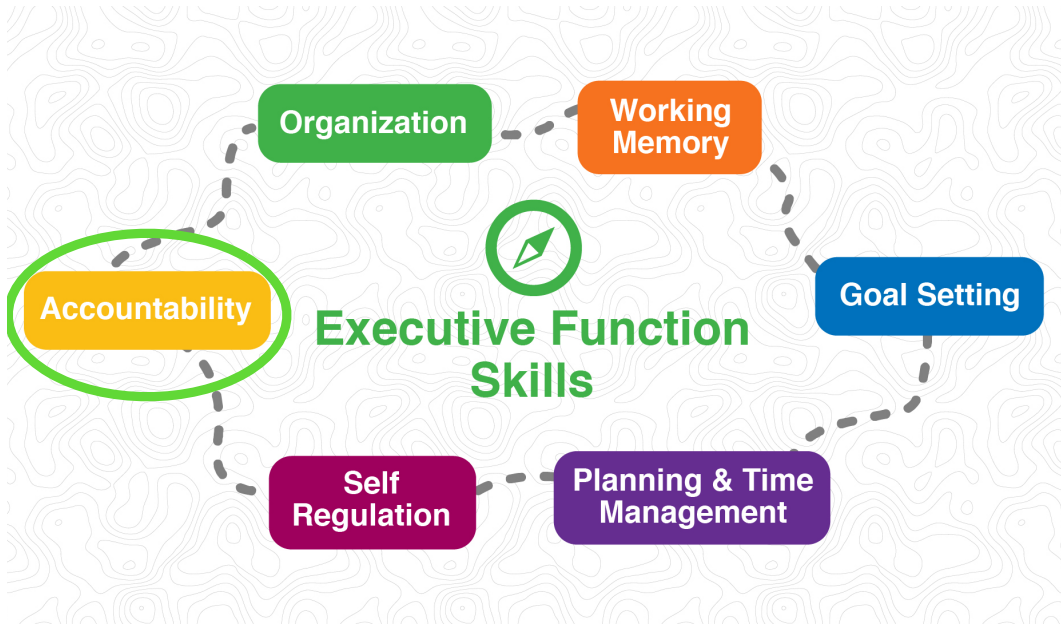 Organization
Working
Memory
Accountability
Goal Setting
Executive Function
Skills
Self
Regulation
Planning & Time
Management